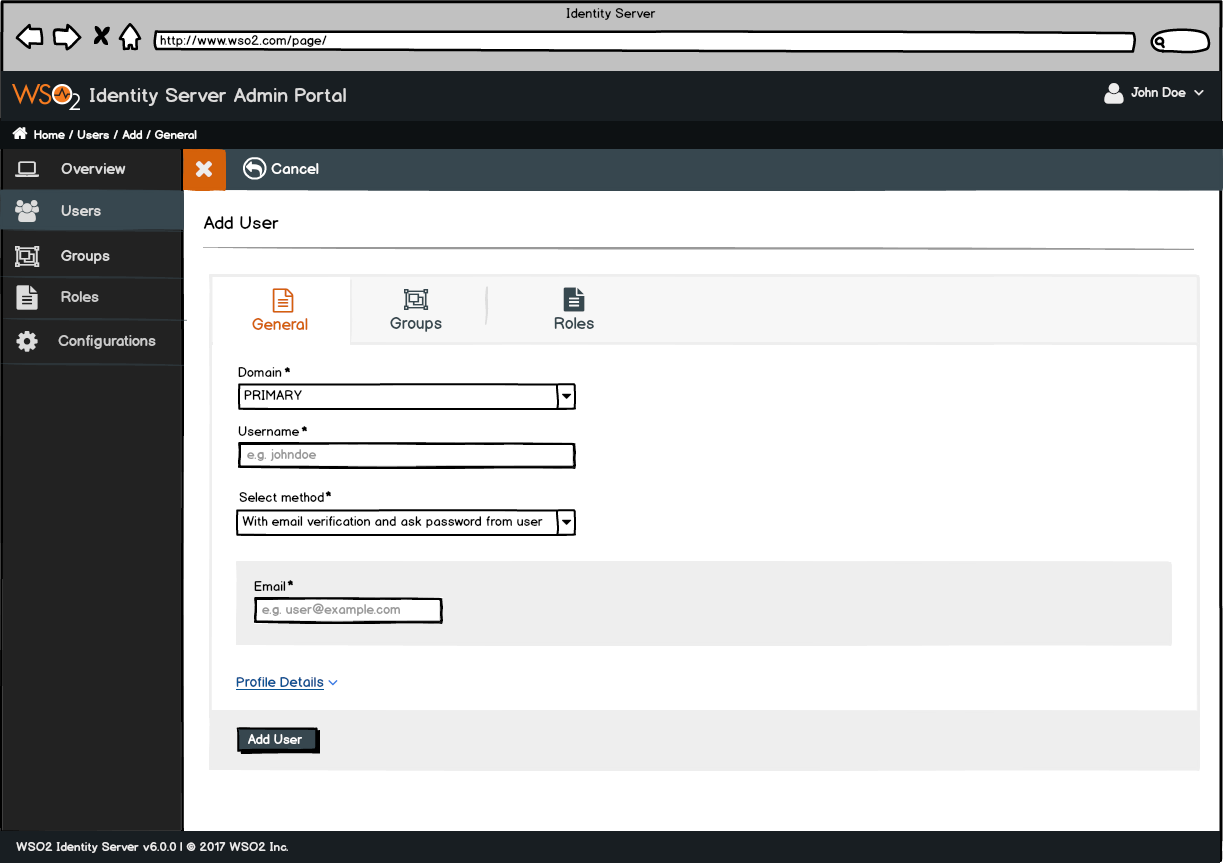 Identity Server
http://www.wso2.com/page/
WSO2 Identity Server Admin Portal
John Doe
Home / Users / Add / General
Overview
Users
Groups
Roles
Configurations
Cancel
Add User
General
Groups
Roles
Domain *
PRIMARY
Username *
e.g. johndoe
Select method*
With email verification and ask password from user
Email *
e.g. user@example.com
Profile Details
Add User
WSO2 Identity Server v6.0.0 | © 2017 WSO2 Inc.